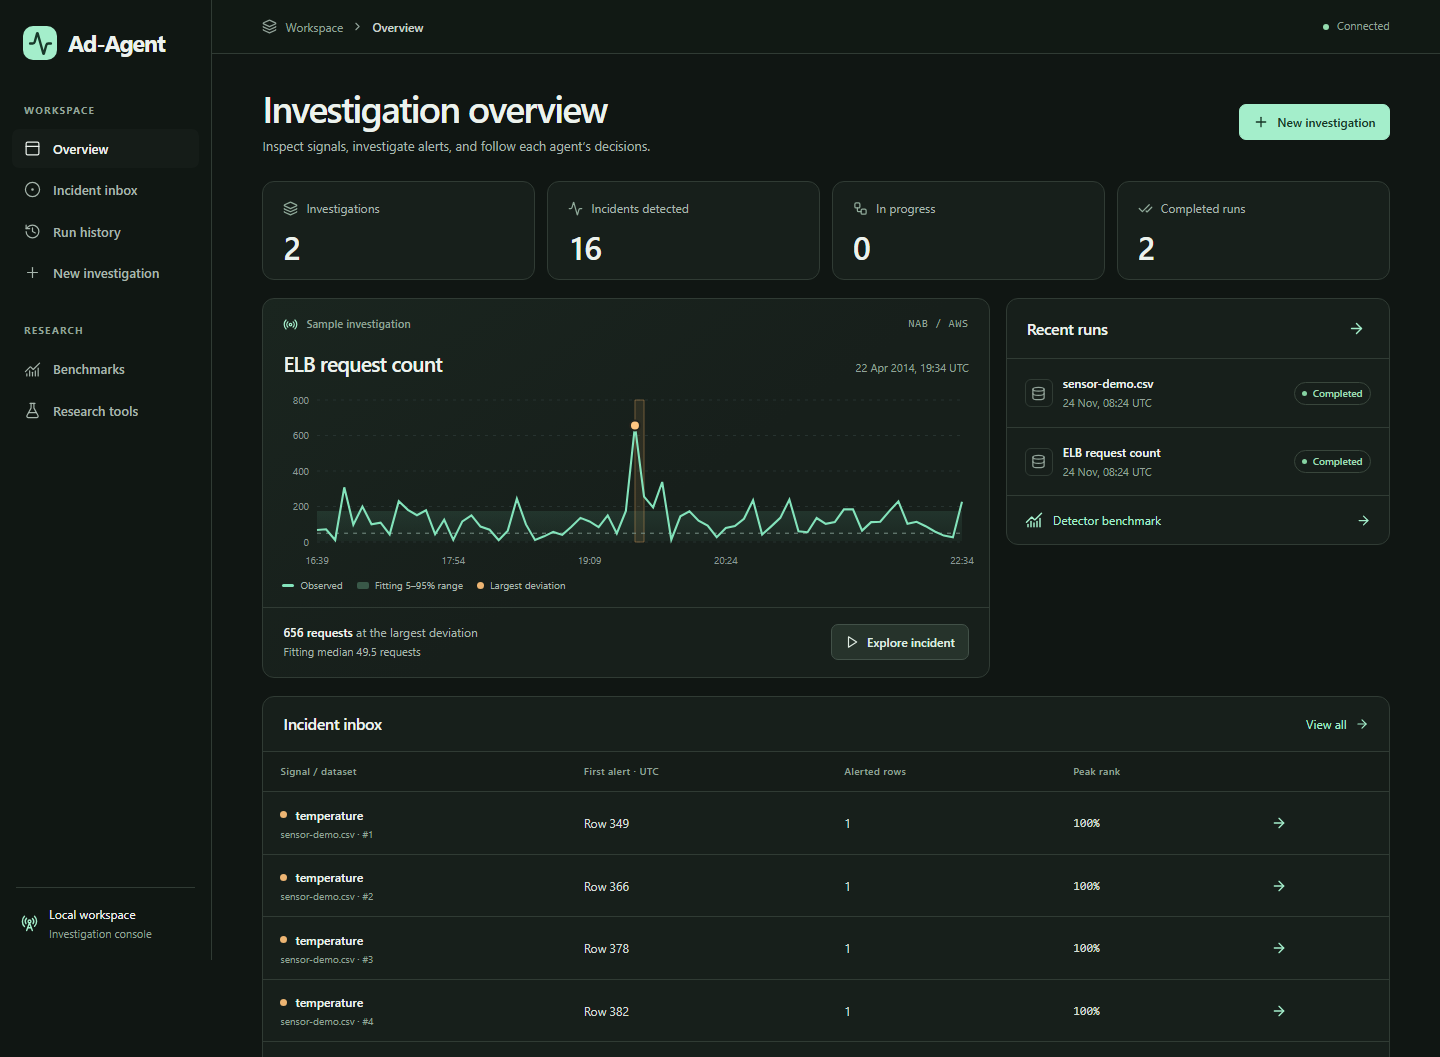 Ad-Agent
WORKSPACE
Overview
Incident inbox
Run history
New investigation
RESEARCH
Benchmarks
Research tools
Local workspace
Investigation console
Workspace > Overview
Connected
Investigation overview
Inspect signals, investigate alerts, and follow each agent's decisions.
New investigation
Investigations
2
Incidents detected
16
In progress
0
Completed runs
2
Sample investigation
NAB / AWS
ELB request count
22 Apr 2014, 19:34 UTC
800
600
400
200
0
16:39 17:54 19:09 20:24 22:34
Observed Fitting 5–95% range Largest deviation
656 requests at the largest deviation
Fitting median 49.5 requests
Explore incident
Recent runs
sensor-demo.csv
24 Nov, 08:24 UTC
Completed
ELB request count
24 Nov, 08:24 UTC
Completed
Detector benchmark
Incident inbox
View all
Signal / dataset First alert · UTC Alerted rows Peak rank
temperature
sensor-demo.csv · #1
Row 349 1 100%
temperature
sensor-demo.csv · #2
Row 366 1 100%
temperature
sensor-demo.csv · #3
Row 378 1 100%
temperature
sensor-demo.csv · #4
Row 382 1 100%